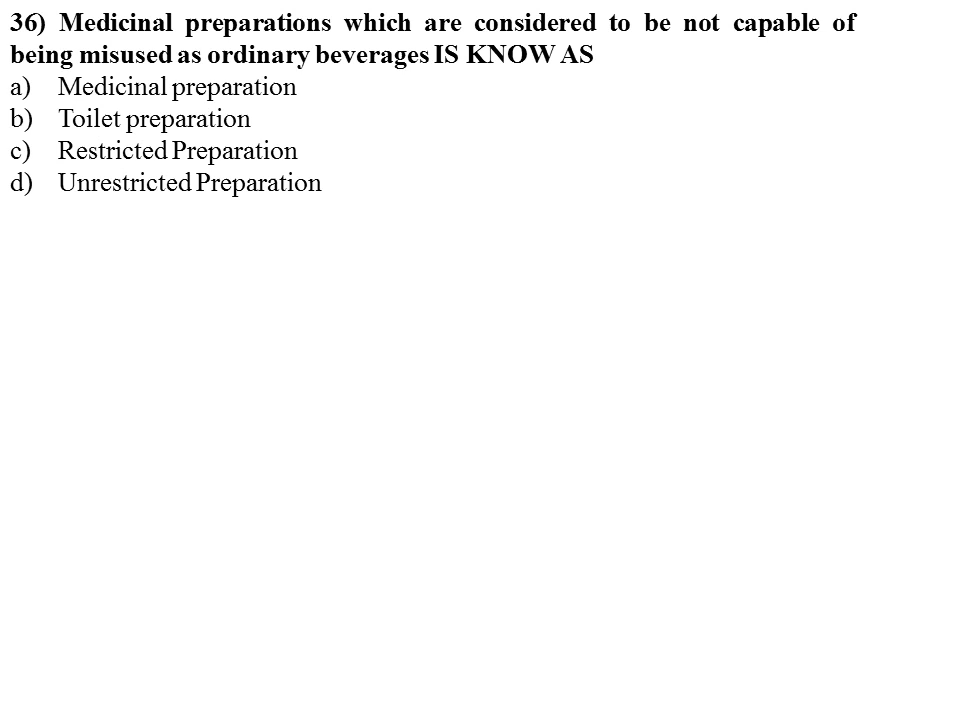 36) Medicinal preparations which are considered to be not capable of
being misused as ordinary beverages IS KNOW AS
a) Medicinal preparation
b) Toilet preparation
c) Restricted Preparation
d) Unrestricted Preparation